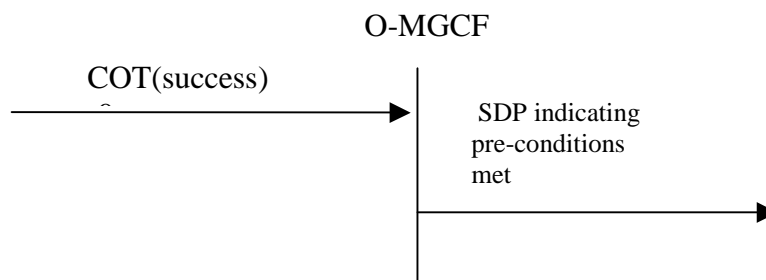 O-MGCF
COT(success)
SDP indicating
pre-conditions
met